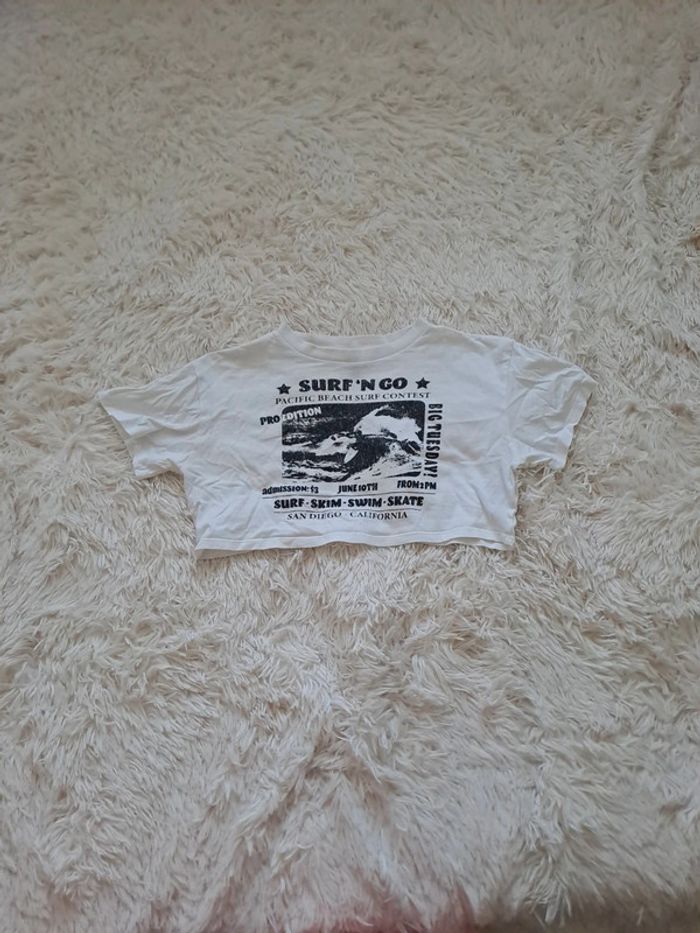 SURF 'N GO
PACIFIC BEACH SURF CONTEST
PRO EDITION
BIG TUESDAY!
admission: $3 JUNE 10TH FROM 2PM
SURF - SKIM - SWIM - SKATE
SAN DIEGO - CALIFORNIA